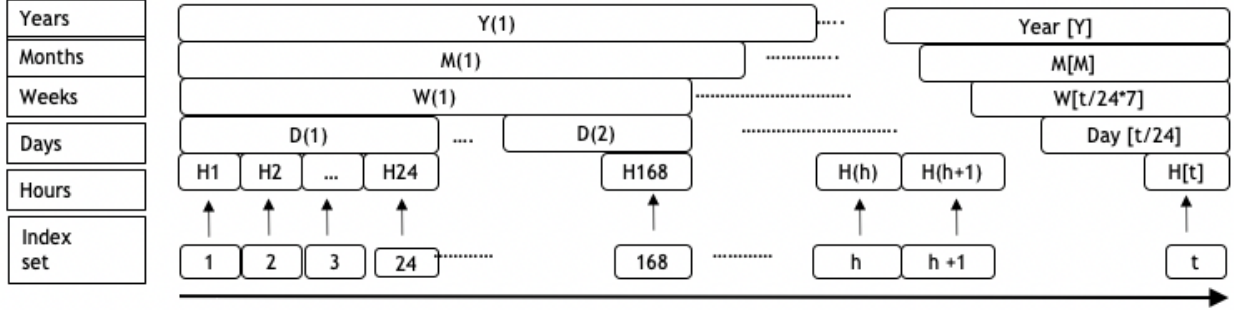 Years Y(1) ..... Year [Y]
Months M(1) ............. M[M]
Weeks W(1) ........................... W[t/24*7]
Days D(1) .... D(2) ........................... Day [t/24]
Hours H1 H2 ... H24 H168 H(h) H(h+1) H[t]
Index set 1 2 3 24 .......... 168 .......... h h +1 t